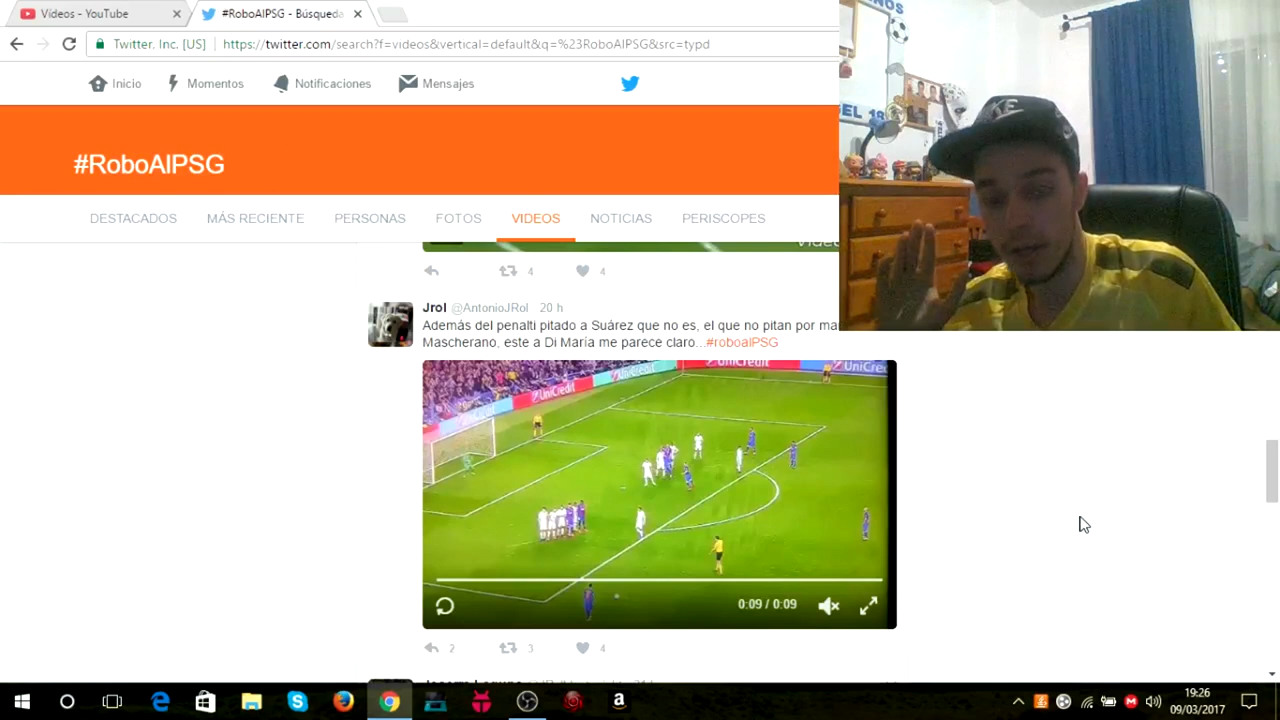 Vídeos - YouTube
#RoboAlPSG - Búsqueda
Twitter, Inc. [US]
https://twitter.com/search?f=videos&vertical=default&q=%23RoboAlPSG&src=typd
Inicio
Momentos
Notificaciones
Mensajes
#RoboAlPSG
DESTACADOS
MÁS RECIENTE
PERSONAS
FOTOS
VIDEOS
NOTICIAS
PERISCOPES
4
4
Jrol @AntonioJRol 20 h
Además del penalti pitado a Suárez que no es, el que no pitan por ma
Mascherano, este a Di María me parece claro...#roboalPSG
UniCredit
UniCredit
UniCredit
0:09 / 0:09
2
3
4
19:26
09/03/2017